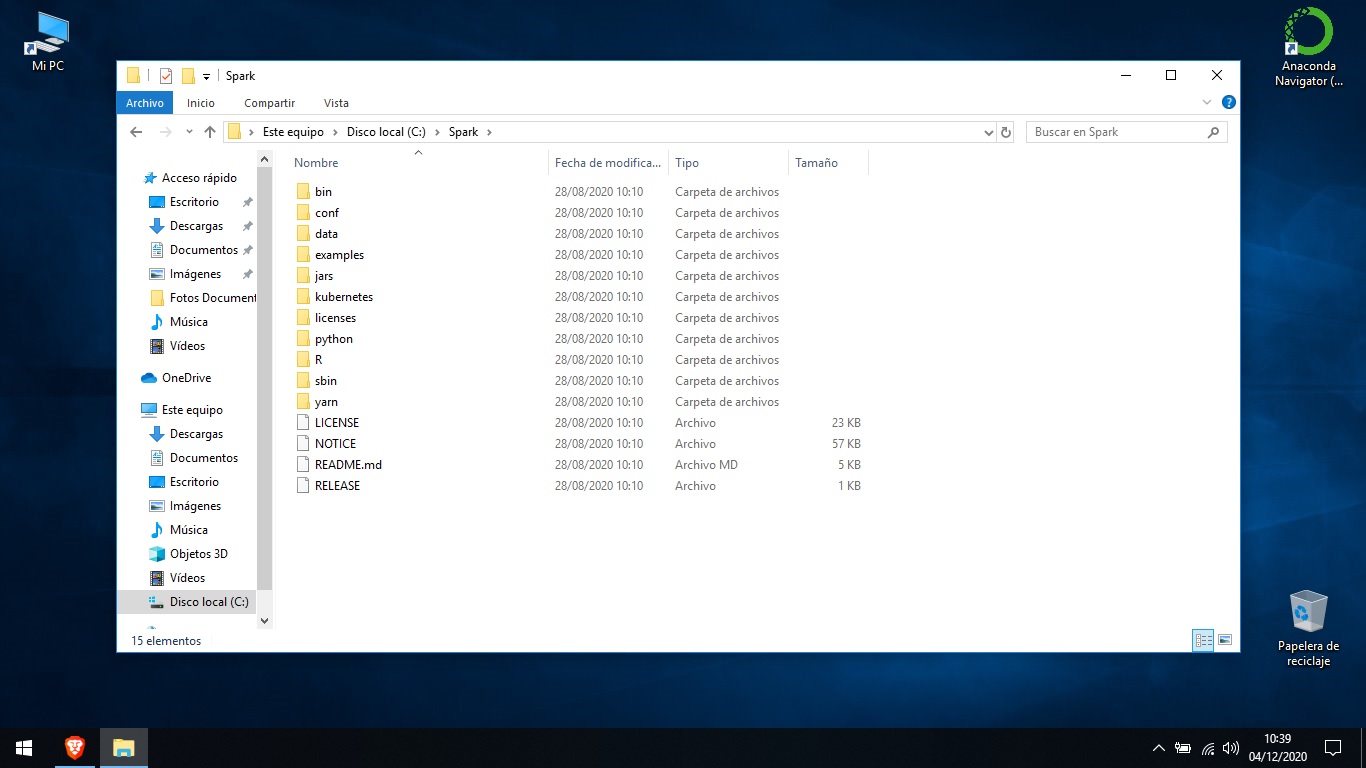 Mi PC
Anaconda
Navigator (...
Spark
Archivo Inicio Compartir Vista
Este equipo Disco local (C:) Spark
Buscar en Spark
Acceso rápido
Escritorio
Descargas
Documentos
Imágenes
Fotos Document
Música
Vídeos
OneDrive
Este equipo
Descargas
Documentos
Escritorio
Imágenes
Música
Objetos 3D
Vídeos
Disco local (C:)
Nombre Fecha de modifica... Tipo Tamaño
bin 28/08/2020 10:10 Carpeta de archivos
conf 28/08/2020 10:10 Carpeta de archivos
data 28/08/2020 10:10 Carpeta de archivos
examples 28/08/2020 10:10 Carpeta de archivos
jars 28/08/2020 10:10 Carpeta de archivos
kubernetes 28/08/2020 10:10 Carpeta de archivos
licenses 28/08/2020 10:10 Carpeta de archivos
python 28/08/2020 10:10 Carpeta de archivos
R 28/08/2020 10:10 Carpeta de archivos
sbin 28/08/2020 10:10 Carpeta de archivos
yarn 28/08/2020 10:10 Carpeta de archivos
LICENSE 28/08/2020 10:10 Archivo 23 KB
NOTICE 28/08/2020 10:10 Archivo 57 KB
README.md 28/08/2020 10:10 Archivo MD 5 KB
RELEASE 28/08/2020 10:10 Archivo 1 KB
15 elementos
Papelera de
reciclaje
10:39
04/12/2020